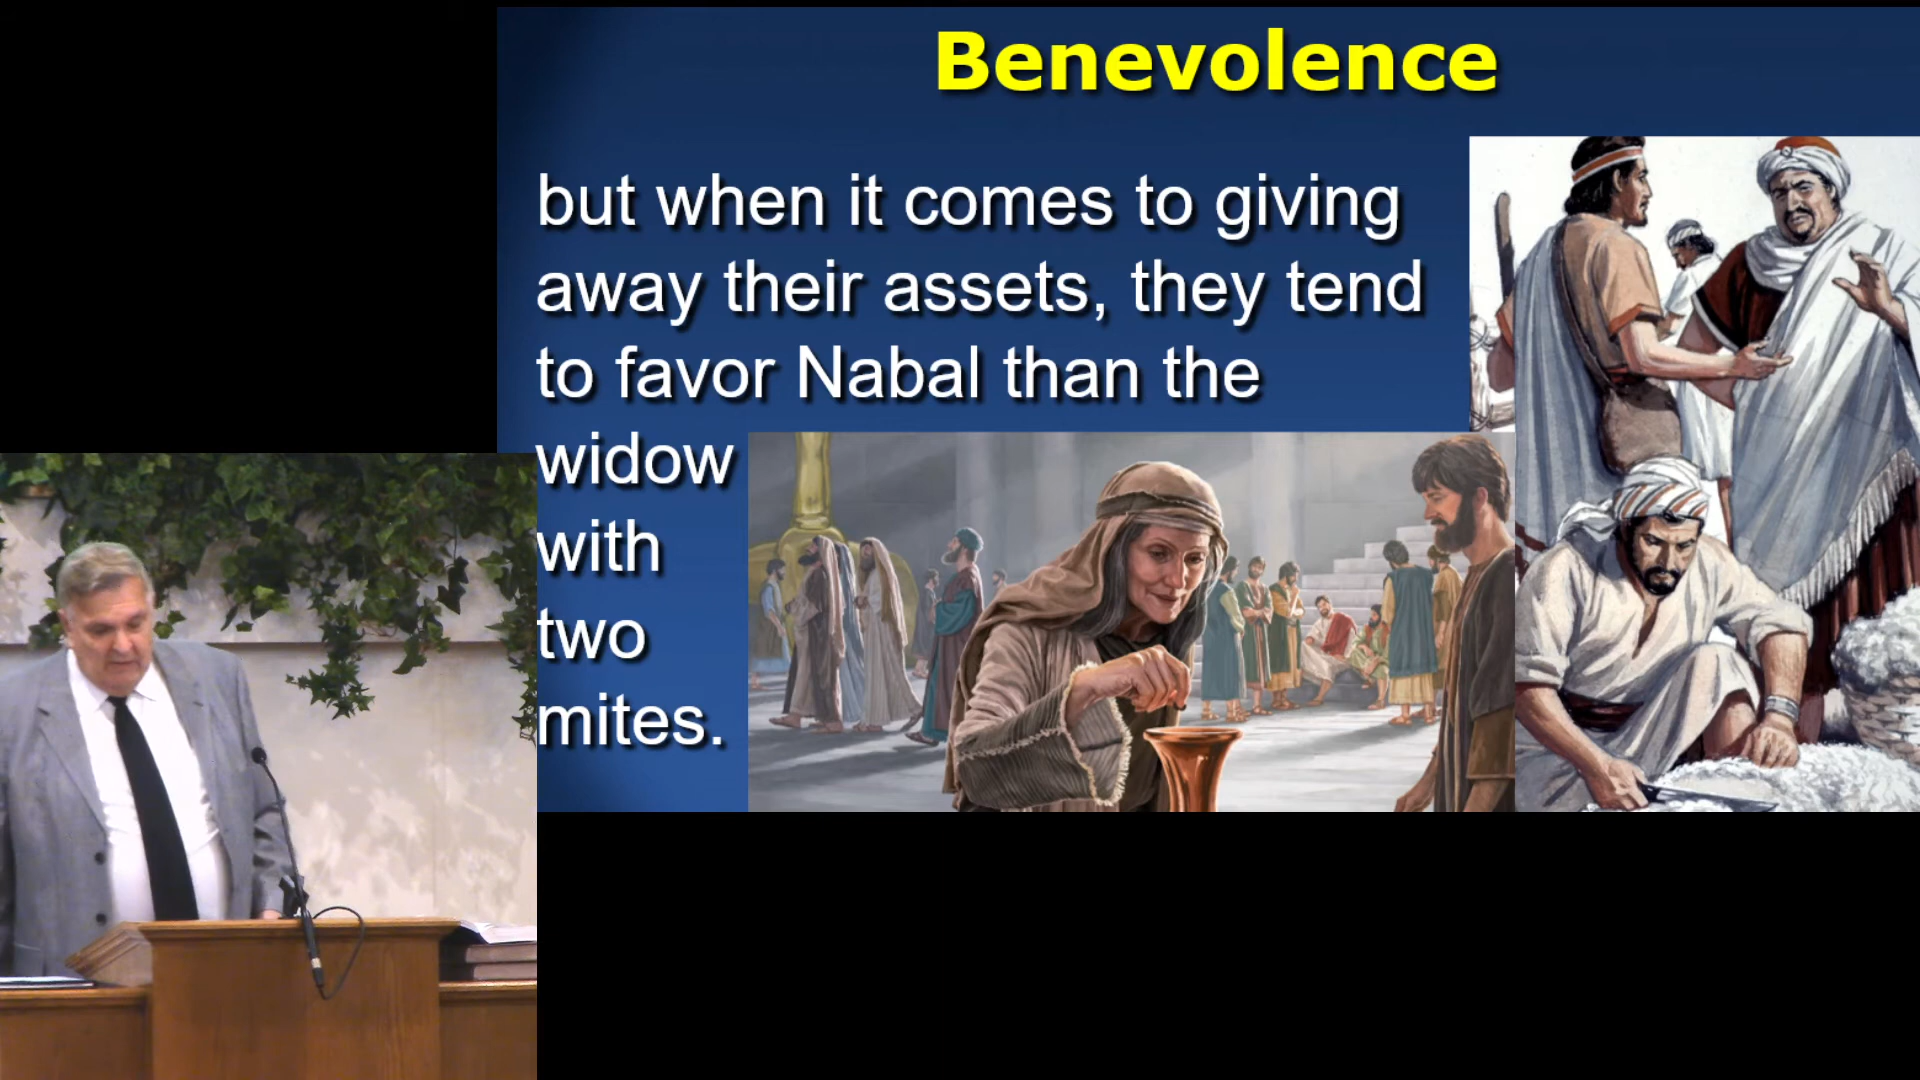 Benevolence
but when it comes to giving
away their assets, they tend
to favor Nabal than the
widow
with
two
mites.